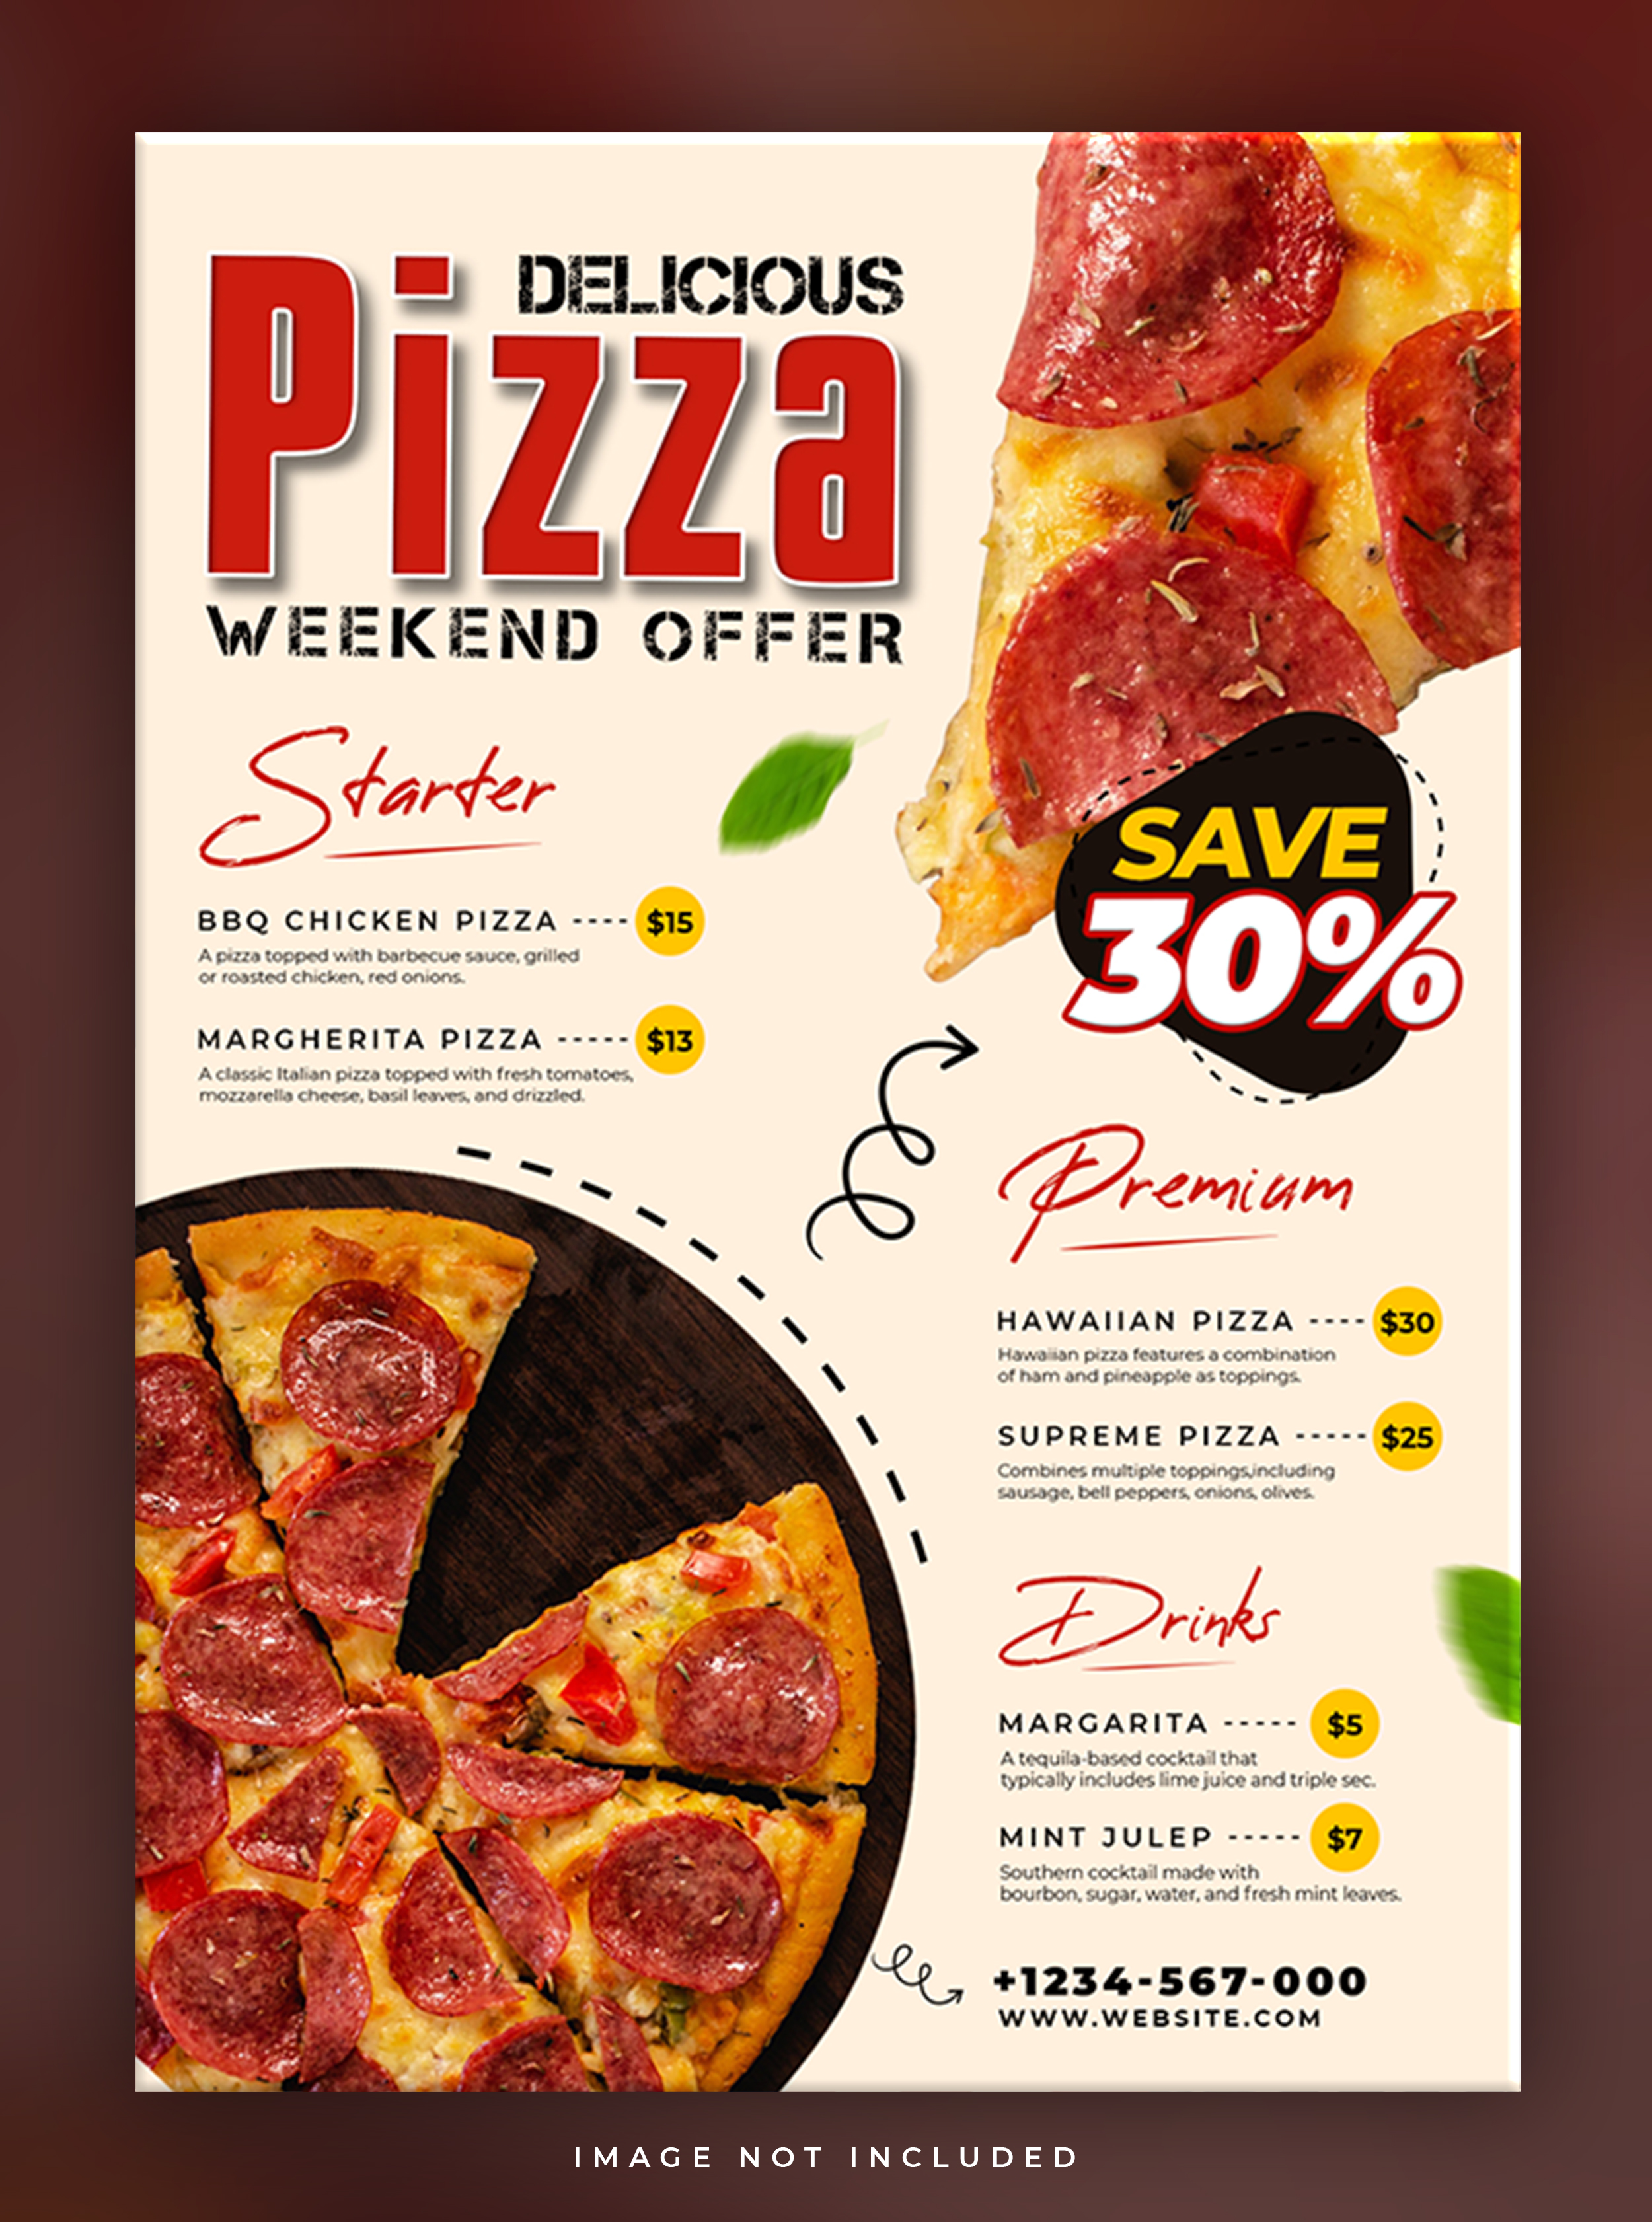 DELICIOUS
Pizza
WEEKEND OFFER
Starter
BBQ CHICKEN PIZZA ---- $15
A pizza topped with barbecue sauce, grilled
or roasted chicken, red onions.
MARGHERITA PIZZA ----- $13
A classic Italian pizza topped with fresh tomatoes,
mozzarella cheese, basil leaves, and drizzled.
SAVE
30%
Premium
HAWAIIAN PIZZA ---- $30
Hawaiian pizza features a combination
of ham and pineapple as toppings.
SUPREME PIZZA ----- $25
Combines multiple toppings,including
sausage, bell peppers, onions, olives.
Drinks
MARGARITA ----- $5
A tequila-based cocktail that
typically includes lime juice and triple sec.
MINT JULEP ----- $7
Southern cocktail made with
bourbon, sugar, water, and fresh mint leaves.
+1234-567-000
WWW.WEBSITE.COM
IMAGE NOT INCLUDED